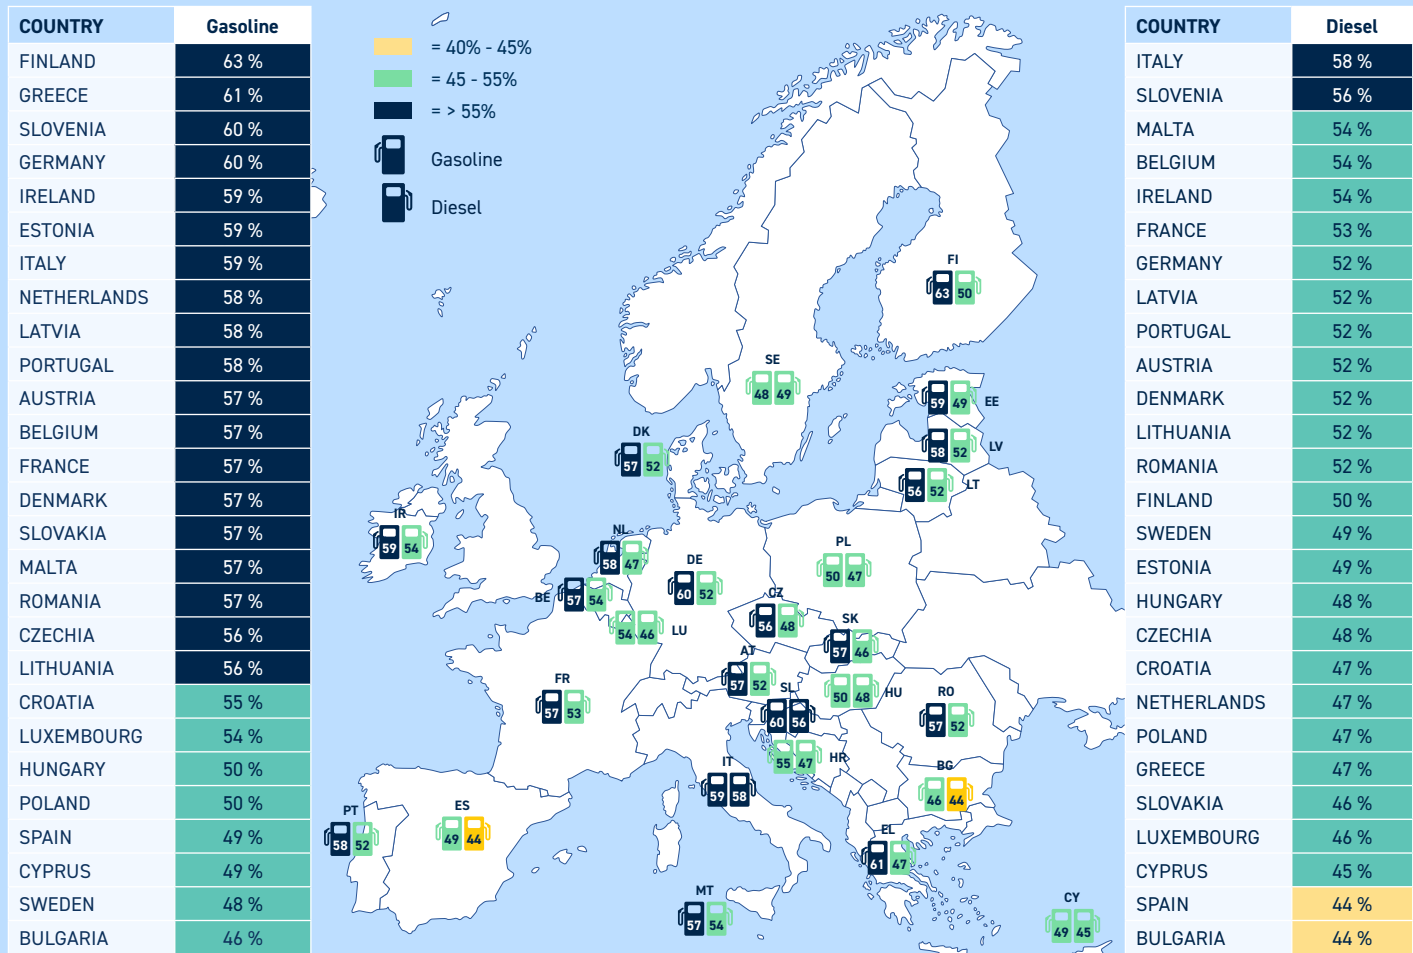 COUNTRY Gasoline
FINLAND 63 %
GREECE 61 %
SLOVENIA 60 %
GERMANY 60 %
IRELAND 59 %
ESTONIA 59 %
ITALY 59 %
NETHERLANDS 58 %
LATVIA 58 %
PORTUGAL 58 %
AUSTRIA 57 %
BELGIUM 57 %
FRANCE 57 %
DENMARK 57 %
SLOVAKIA 57 %
MALTA 57 %
ROMANIA 57 %
CZECHIA 56 %
LITHUANIA 56 %
CROATIA 55 %
LUXEMBOURG 54 %
HUNGARY 50 %
POLAND 50 %
SPAIN 49 %
CYPRUS 49 %
SWEDEN 48 %
BULGARIA 46 %
= 40% - 45%
= 45 - 55%
= > 55%
Gasoline
Diesel
FI
63 50
SE
48 49
59 49 EE
DK
57 52
58 52 LV
56 52 LT
IR
59 54
NL
58 47
DE
60 52
PL
50 47
BE 57 54
CZ
56 48
54 46 LU
SK
57 46
AT
57 52
FR
57 53
SL
60 56
50 48 HU
RO
57 52
55 47 HR
IT
59 58
BG
46 44
PT
58 52
ES
49 44
EL
61 47
MT
57 54
CY
49 45
COUNTRY Diesel
ITALY 58 %
SLOVENIA 56 %
MALTA 54 %
BELGIUM 54 %
IRELAND 54 %
FRANCE 53 %
GERMANY 52 %
LATVIA 52 %
PORTUGAL 52 %
AUSTRIA 52 %
DENMARK 52 %
LITHUANIA 52 %
ROMANIA 52 %
FINLAND 50 %
SWEDEN 49 %
ESTONIA 49 %
HUNGARY 48 %
CZECHIA 48 %
CROATIA 47 %
NETHERLANDS 47 %
POLAND 47 %
GREECE 47 %
SLOVAKIA 46 %
LUXEMBOURG 46 %
CYPRUS 45 %
SPAIN 44 %
BULGARIA 44 %